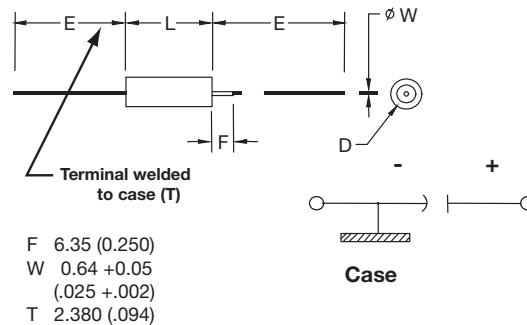 E L E ø W
F
D
Terminal welded
to case (T)
- +
Case
F 6.35 (0.250)
W 0.64 +0.05
(.025 +.002)
T 2.380 (.094)